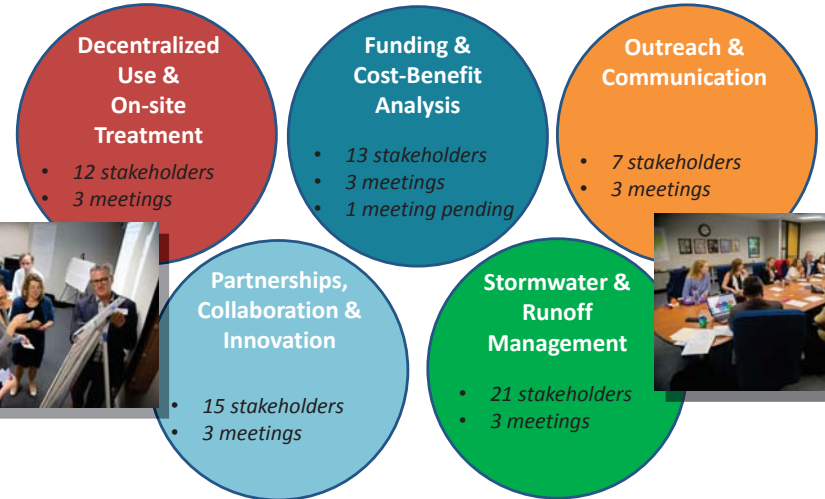 Decentralized
Use &
On-site
Treatment
• 12 stakeholders
• 3 meetings
Funding &
Cost-Benefit
Analysis
• 13 stakeholders
• 3 meetings
• 1 meeting pending
Outreach &
Communication
• 7 stakeholders
• 3 meetings
Partnerships,
Collaboration &
Innovation
• 15 stakeholders
• 3 meetings
Stormwater &
Runoff
Management
• 21 stakeholders
• 3 meetings